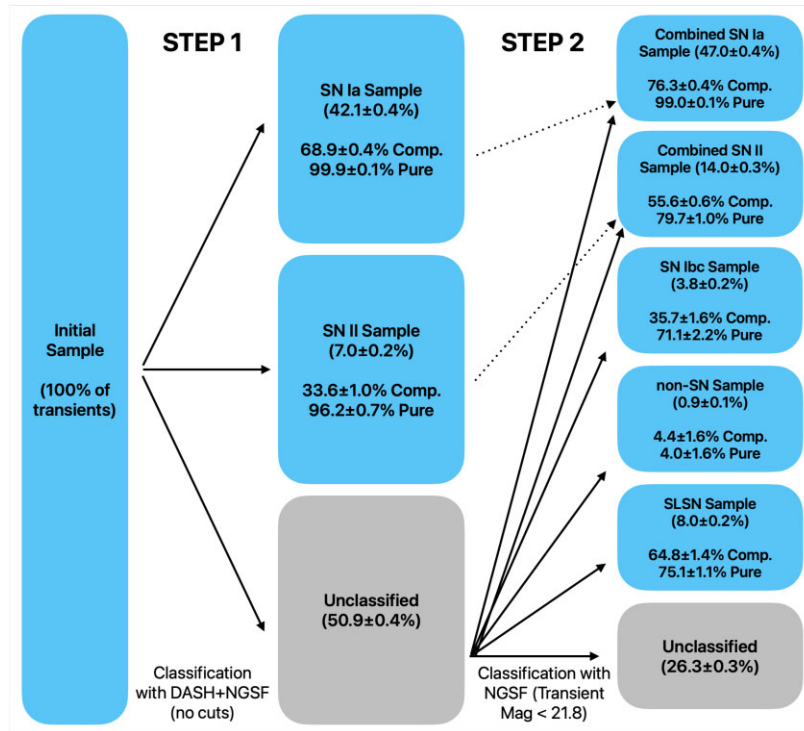 STEP 1
STEP 2
Initial
Sample
(100% of
transients)
Classification
with DASH+NGSF
(no cuts)
SN Ia Sample
(42.1±0.4%)
68.9±0.4% Comp.
99.9±0.1% Pure
SN II Sample
(7.0±0.2%)
33.6±1.0% Comp.
96.2±0.7% Pure
Unclassified
(50.9±0.4%)
Classification with
NGSF (Transient
Mag < 21.8)
Combined SN Ia
Sample (47.0±0.4%)
76.3±0.4% Comp.
99.0±0.1% Pure
Combined SN II
Sample (14.0±0.3%)
55.6±0.6% Comp.
79.7±1.0% Pure
SN Ibc Sample
(3.8±0.2%)
35.7±1.6% Comp.
71.1±2.2% Pure
non-SN Sample
(0.9±0.1%)
4.4±1.6% Comp.
4.0±1.6% Pure
SLSN Sample
(8.0±0.2%)
64.8±1.4% Comp.
75.1±1.1% Pure
Unclassified
(26.3±0.3%)